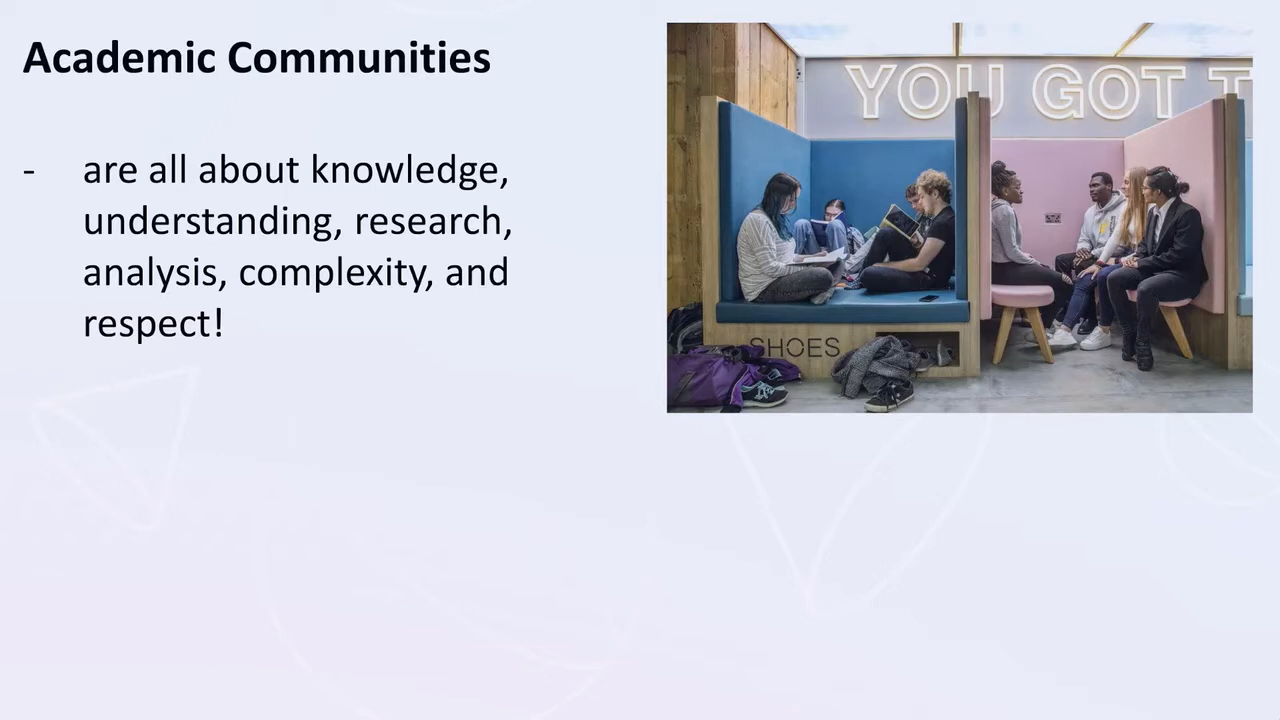 Academic Communities
- are all about knowledge,
understanding, research,
analysis, complexity, and
respect!
YOU GOT T
SHOES